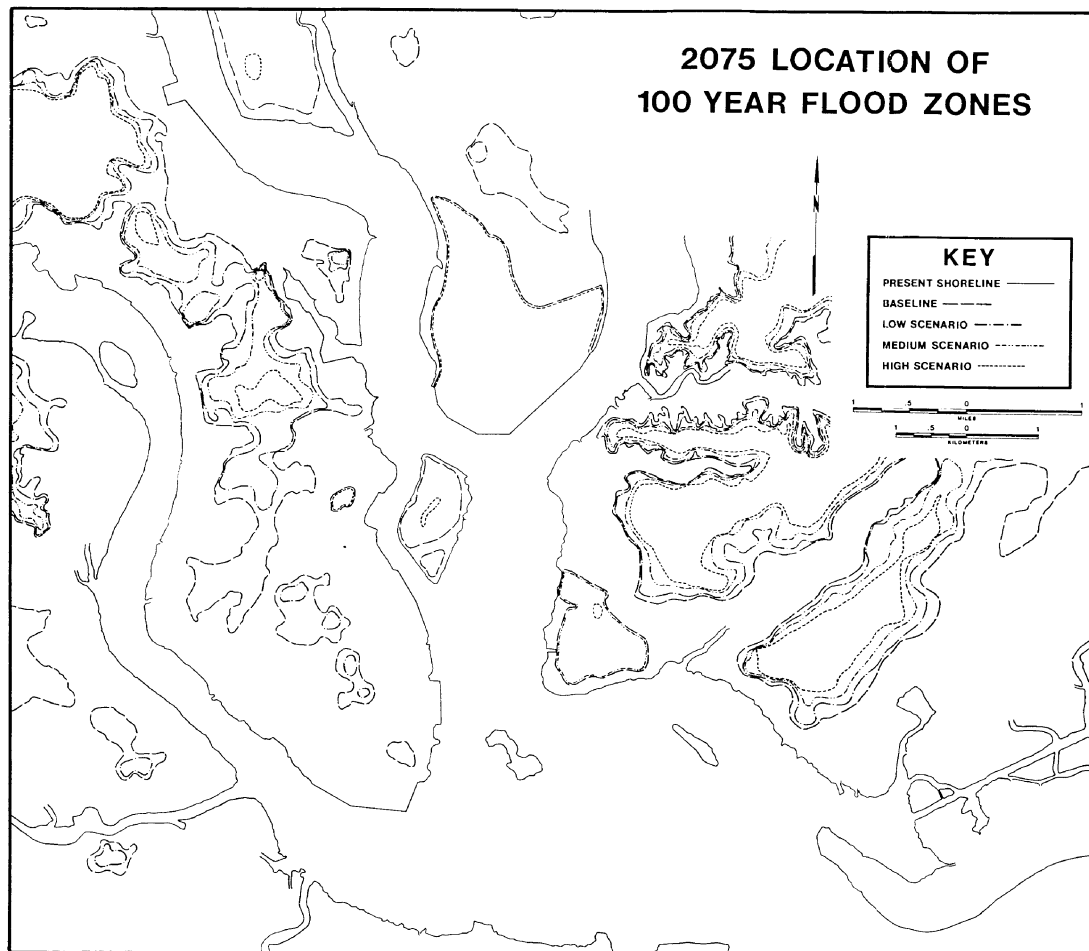 2075 LOCATION OF
100 YEAR FLOOD ZONES
N
KEY
PRESENT SHORELINE
BASELINE
LOW SCENARIO
MEDIUM SCENARIO
HIGH SCENARIO
1 .5 0 1
MILES
1 .5 0 1
KILOMETERS